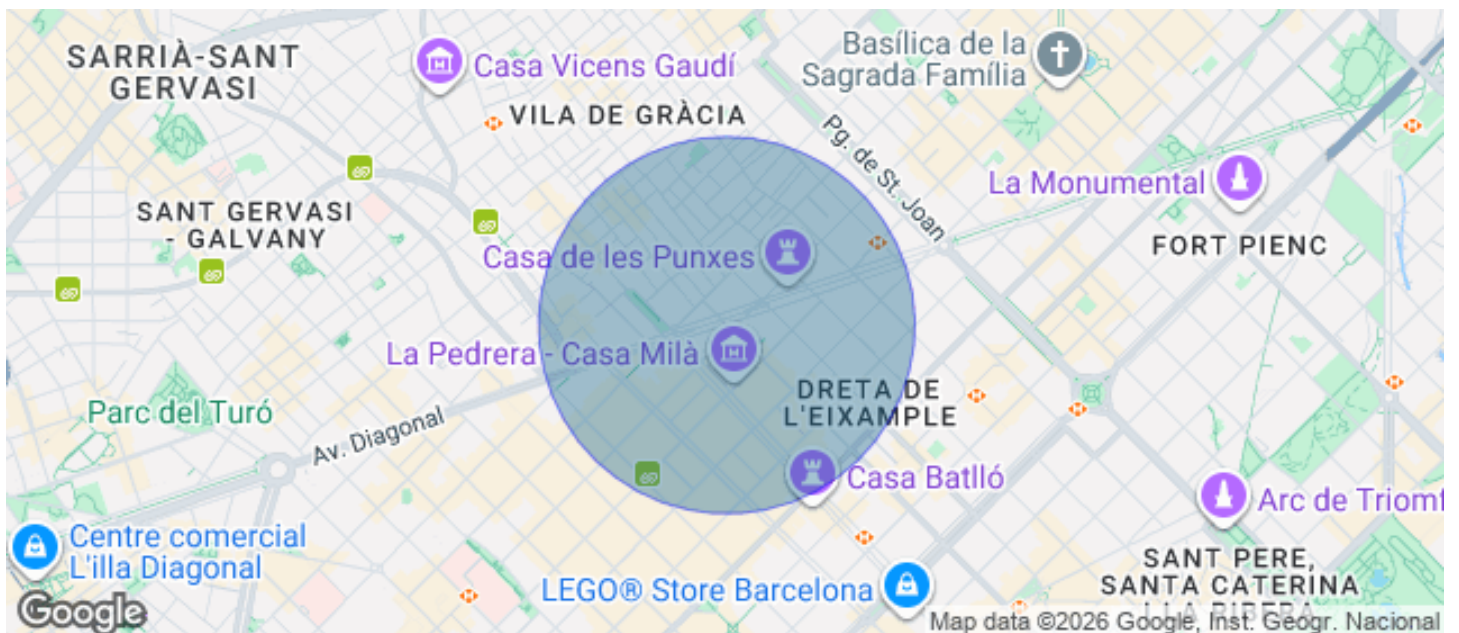 SARRIÀ-SANT
GERVASI
Casa Vicens Gaudí
Basílica de la
Sagrada Família
VILA DE GRÀCIA
Pg. de St. Joan
La Monumental
SANT GERVASI
- GALVANY
FORT PIENC
Casa de les Punxes
La Pedrera - Casa Milà
DRETA DE
L'EIXAMPLE
Parc del Turó
Av. Diagonal
Casa Batlló
Arc de Triomf
Centre comercial
L'illa Diagonal
SANT PERE,
SANTA CATERINA
I LA RIBERA
LEGO® Store Barcelona
Google
Map data ©2026 Google, Inst. Geogr. Nacional